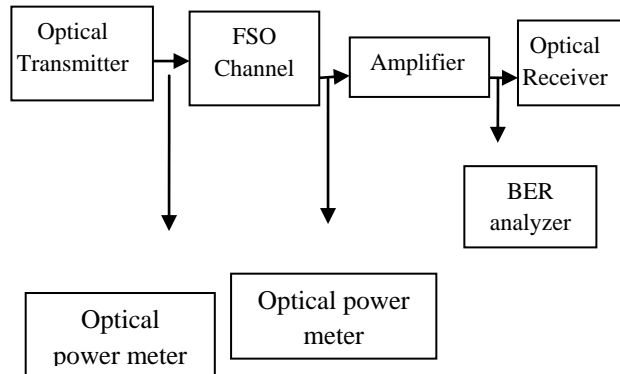 Optical
Transmitter
FSO
Channel
Amplifier
Optical
Receiver
BER
analyzer
Optical
power meter
Optical power
meter